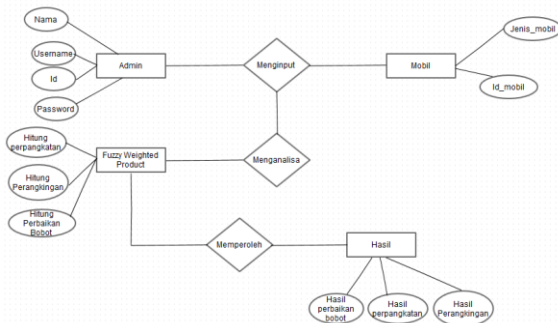 Nama
Jenis_mobil
Username
Admin
Menginput
Mobil
Id
Id_mobil
Password
Hitung
perpangkatan
Fuzzy Weighted
Product
Menganalisa
Hitung
Perangkingan
Hitung
Perbaikan
Bobot
Memperoleh
Hasil
Hasil
perbaikan
bobot
Hasil
perpangkatan
Hasil
Perangkingan